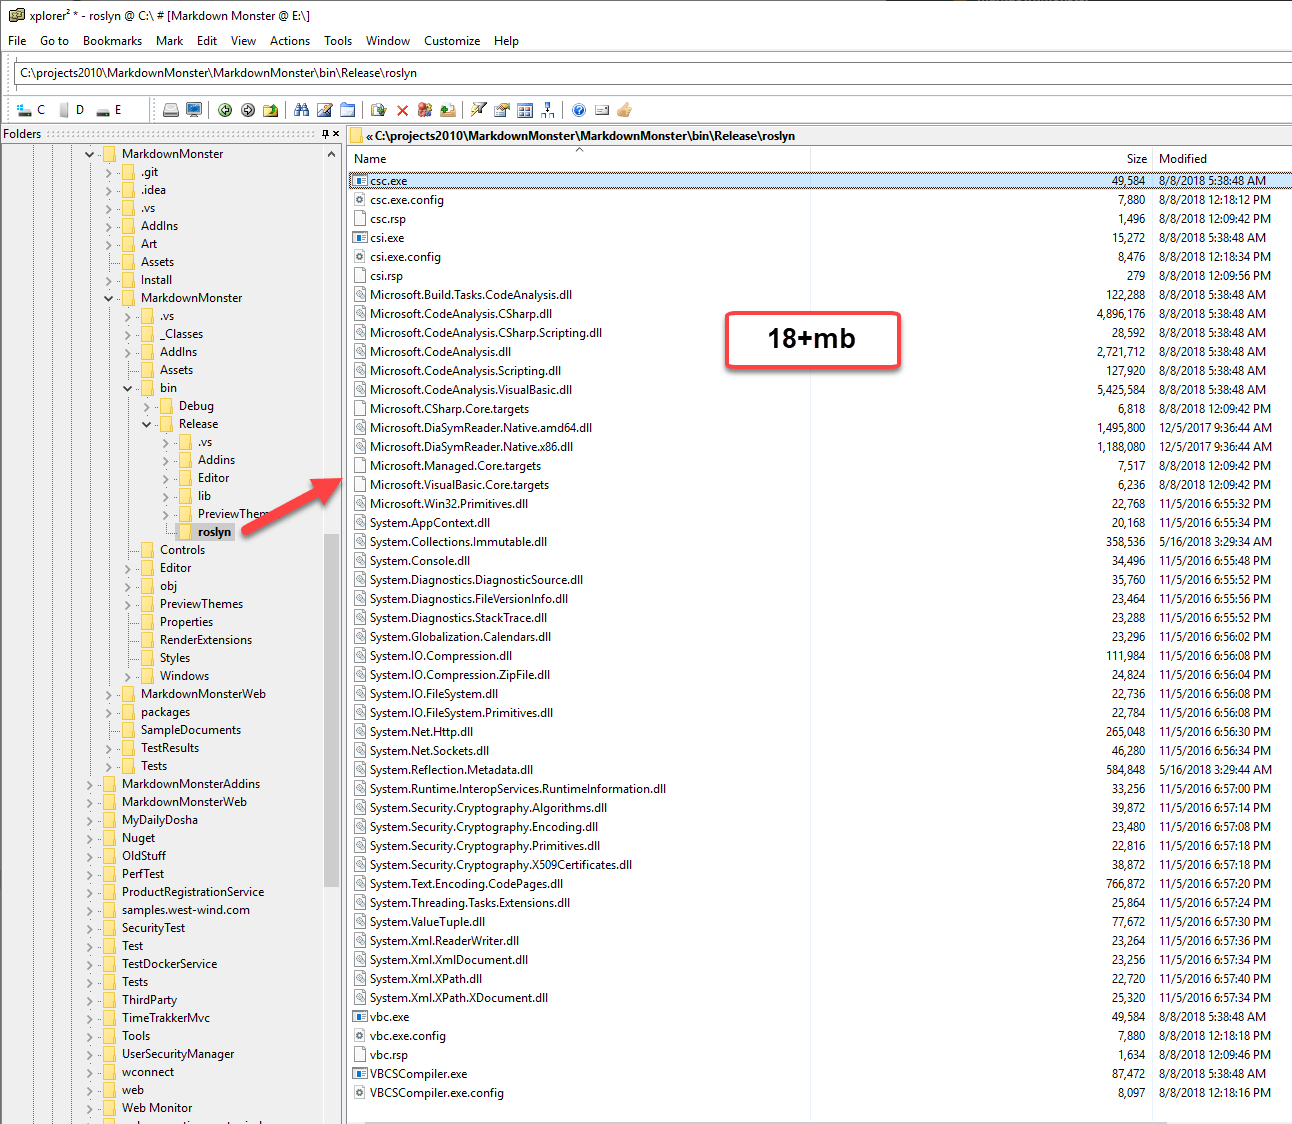 xplorer² * - roslyn @ C:\ # [Markdown Monster @ E:\]
File Go to Bookmarks Mark Edit View Actions Tools Window Customize Help
C:\projects2010\MarkdownMonster\MarkdownMonster\bin\Release\roslyn
C D E
Folders
MarkdownMonster
.git
.idea
.vs
AddIns
Art
Assets
Install
MarkdownMonster
.vs
_Classes
AddIns
Assets
bin
Debug
Release
.vs
Addins
Editor
lib
PreviewThem
roslyn
Controls
Editor
obj
PreviewThemes
Properties
RenderExtensions
Styles
Windows
MarkdownMonsterWeb
packages
SampleDocuments
TestResults
Tests
MarkdownMonsterAddins
MarkdownMonsterWeb
MyDailyDosha
Nuget
OldStuff
PerfTest
ProductRegistrationService
samples.west-wind.com
SecurityTest
Test
TestDockerService
Tests
ThirdParty
TimeTrakkerMvc
Tools
UserSecurityManager
wconnect
web
Web Monitor
« C:\projects2010\MarkdownMonster\MarkdownMonster\bin\Release\roslyn
Name Size Modified
csc.exe 49,584 8/8/2018 5:38:48 AM
csc.exe.config 7,880 8/8/2018 12:18:12 PM
csc.rsp 1,496 8/8/2018 12:09:42 PM
csi.exe 15,272 8/8/2018 5:38:48 AM
csi.exe.config 8,476 8/8/2018 12:18:34 PM
csi.rsp 279 8/8/2018 12:09:56 PM
Microsoft.Build.Tasks.CodeAnalysis.dll 122,288 8/8/2018 5:38:48 AM
Microsoft.CodeAnalysis.CSharp.dll 4,896,176 8/8/2018 5:38:48 AM
Microsoft.CodeAnalysis.CSharp.Scripting.dll 28,592 8/8/2018 5:38:48 AM
18+mb
Microsoft.CodeAnalysis.dll 2,721,712 8/8/2018 5:38:48 AM
Microsoft.CodeAnalysis.Scripting.dll 127,920 8/8/2018 5:38:48 AM
Microsoft.CodeAnalysis.VisualBasic.dll 5,425,584 8/8/2018 5:38:48 AM
Microsoft.CSharp.Core.targets 6,818 8/8/2018 12:09:42 PM
Microsoft.DiaSymReader.Native.amd64.dll 1,495,800 12/5/2017 9:36:44 AM
Microsoft.DiaSymReader.Native.x86.dll 1,188,080 12/5/2017 9:36:44 AM
Microsoft.Managed.Core.targets 7,517 8/8/2018 12:09:42 PM
Microsoft.VisualBasic.Core.targets 6,236 8/8/2018 12:09:42 PM
Microsoft.Win32.Primitives.dll 22,768 11/5/2016 6:55:32 PM
System.AppContext.dll 20,168 11/5/2016 6:55:34 PM
System.Collections.Immutable.dll 358,536 5/16/2018 3:29:34 AM
System.Console.dll 34,496 11/5/2016 6:55:48 PM
System.Diagnostics.DiagnosticSource.dll 35,760 11/5/2016 6:55:52 PM
System.Diagnostics.FileVersionInfo.dll 23,464 11/5/2016 6:55:56 PM
System.Diagnostics.StackTrace.dll 23,288 11/5/2016 6:55:52 PM
System.Globalization.Calendars.dll 23,296 11/5/2016 6:56:02 PM
System.IO.Compression.dll 111,984 11/5/2016 6:56:08 PM
System.IO.Compression.ZipFile.dll 24,824 11/5/2016 6:56:04 PM
System.IO.FileSystem.dll 22,736 11/5/2016 6:56:08 PM
System.IO.FileSystem.Primitives.dll 22,784 11/5/2016 6:56:08 PM
System.Net.Http.dll 265,048 11/5/2016 6:56:30 PM
System.Net.Sockets.dll 46,280 11/5/2016 6:56:34 PM
System.Reflection.Metadata.dll 584,848 5/16/2018 3:29:44 AM
System.Runtime.InteropServices.RuntimeInformation.dll 33,256 11/5/2016 6:57:00 PM
System.Security.Cryptography.Algorithms.dll 39,872 11/5/2016 6:57:14 PM
System.Security.Cryptography.Encoding.dll 23,480 11/5/2016 6:57:08 PM
System.Security.Cryptography.Primitives.dll 22,816 11/5/2016 6:57:18 PM
System.Security.Cryptography.X509Certificates.dll 38,872 11/5/2016 6:57:18 PM
System.Text.Encoding.CodePages.dll 766,872 11/5/2016 6:57:20 PM
System.Threading.Tasks.Extensions.dll 25,864 11/5/2016 6:57:24 PM
System.ValueTuple.dll 77,672 11/5/2016 6:57:30 PM
System.Xml.ReaderWriter.dll 23,264 11/5/2016 6:57:36 PM
System.Xml.XmlDocument.dll 23,256 11/5/2016 6:57:34 PM
System.Xml.XPath.dll 22,720 11/5/2016 6:57:40 PM
System.Xml.XPath.XDocument.dll 25,320 11/5/2016 6:57:34 PM
vbc.exe 49,584 8/8/2018 5:38:48 AM
vbc.exe.config 7,880 8/8/2018 12:18:18 PM
vbc.rsp 1,634 8/8/2018 12:09:46 PM
VBCSCompiler.exe 87,472 8/8/2018 5:38:48 AM
VBCSCompiler.exe.config 8,097 8/8/2018 12:18:16 PM